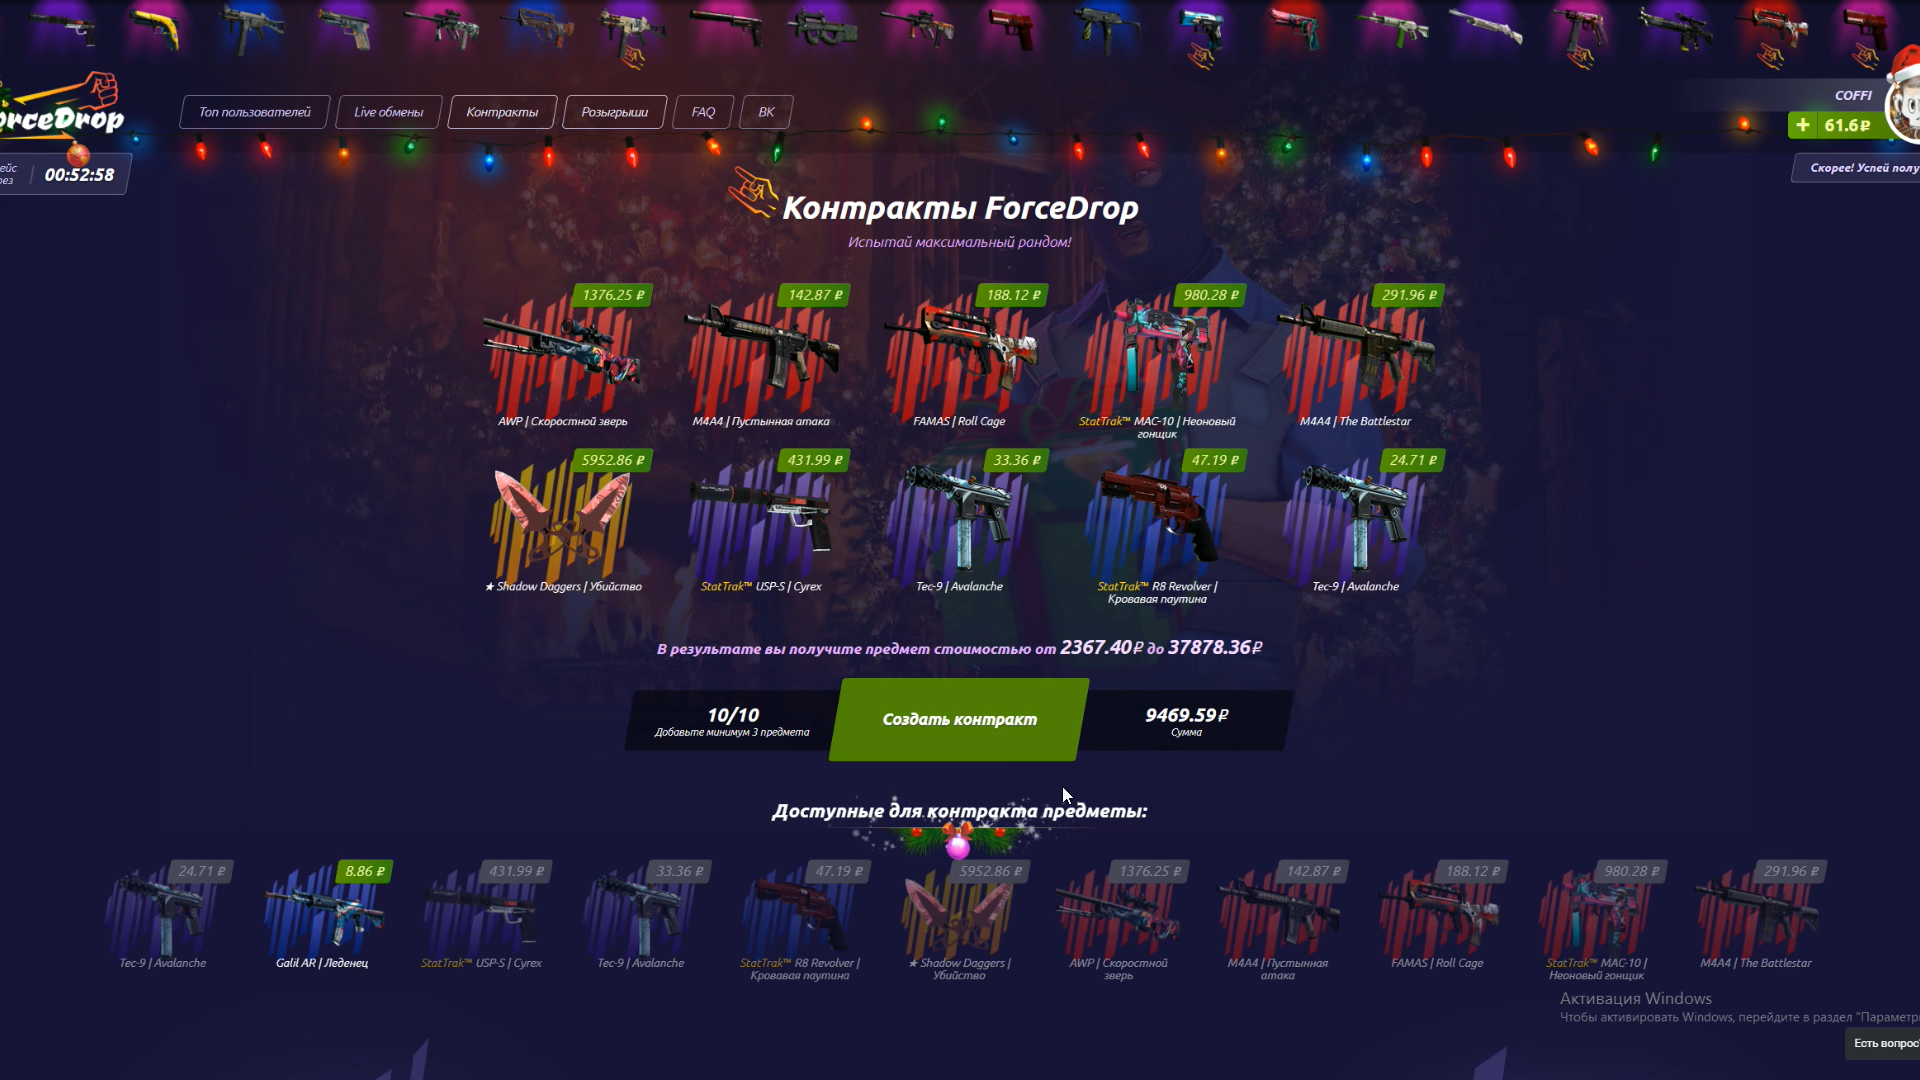 Топ пользователей
Live обмены
Контракты
Розыгрыши
FAQ
ВК
COFFI
+ 61.6₽
00:52:58
Скорее! Успей
Контракты ForceDrop
Испытай максимальный рандом!
1376.25 ₽
142.87 ₽
188.12 ₽
980.28 ₽
291.96 ₽
AWP | Скоростной зверь
M4A4 | Пустынная атака
FAMAS | Roll Cage
StatTrak™ MAC-10 | Неоновый
гонщик
M4A4 | The Battlestar
5952.86 ₽
431.99 ₽
33.36 ₽
47.19 ₽
24.71 ₽
★ Shadow Daggers | Убийство
StatTrak™ USP-S | Cyrex
Tec-9 | Avalanche
StatTrak™ R8 Revolver |
Кровавая паутина
Tec-9 | Avalanche
В результате вы получите предмет стоимостью от 2367.40₽ до 37878.36₽
10/10
Добавьте минимум 3 предмета
Создать контракт
9469.59₽
Сумма
Доступные для контракта предметы:
24.71 ₽
8.86 ₽
431.99 ₽
33.36 ₽
47.19 ₽
5952.86 ₽
1376.25 ₽
142.87 ₽
188.12 ₽
980.28 ₽
291.96 ₽
Tec-9 | Avalanche
Galil AR | Леденец
StatTrak™ USP-S | Cyrex
Tec-9 | Avalanche
StatTrak™ R8 Revolver |
Кровавая паутина
★ Shadow Daggers |
Убийство
AWP | Скоростной
зверь
M4A4 | Пустынная
атака
FAMAS | Roll Cage
StatTrak™ MAC-10 |
Неоновый гонщик
M4A4 | The Battlestar
Активация Windows
Чтобы активировать Windows, перейдите в раздел
Есть